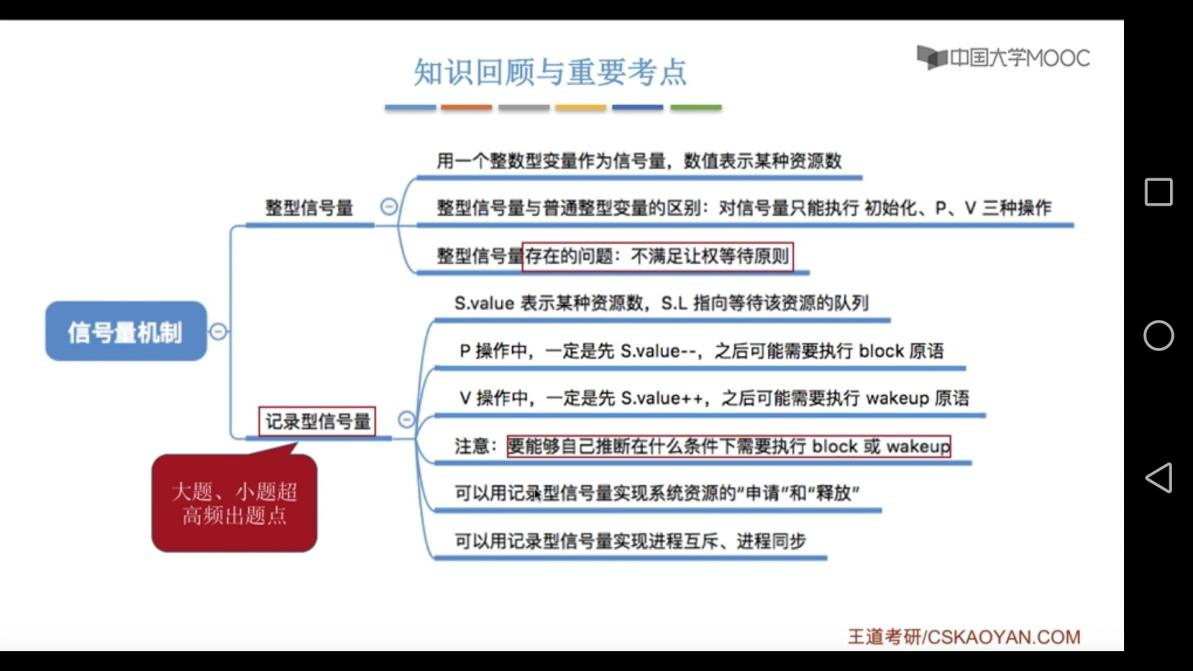 知识回顾与重要考点
中国大学MOOC
用一个整数型变量作为信号量，数值表示某种资源数
整型信号量
整型信号量与普通整型变量的区别：对信号量只能执行 初始化、P、V 三种操作
整型信号量存在的问题：不满足让权等待原则
信号量机制
S.value 表示某种资源数，S.L 指向等待该资源的队列
P 操作中，一定是先 S.value--，之后可能需要执行 block 原语
V 操作中，一定是先 S.value++，之后可能需要执行 wakeup 原语
记录型信号量
注意：要能够自己推断在什么条件下需要执行 block 或 wakeup
可以用记录型信号量实现系统资源的“申请”和“释放”
可以用记录型信号量实现进程互斥、进程同步
大题、小题超
高频出题点
王道考研/CSKAOYAN.COM